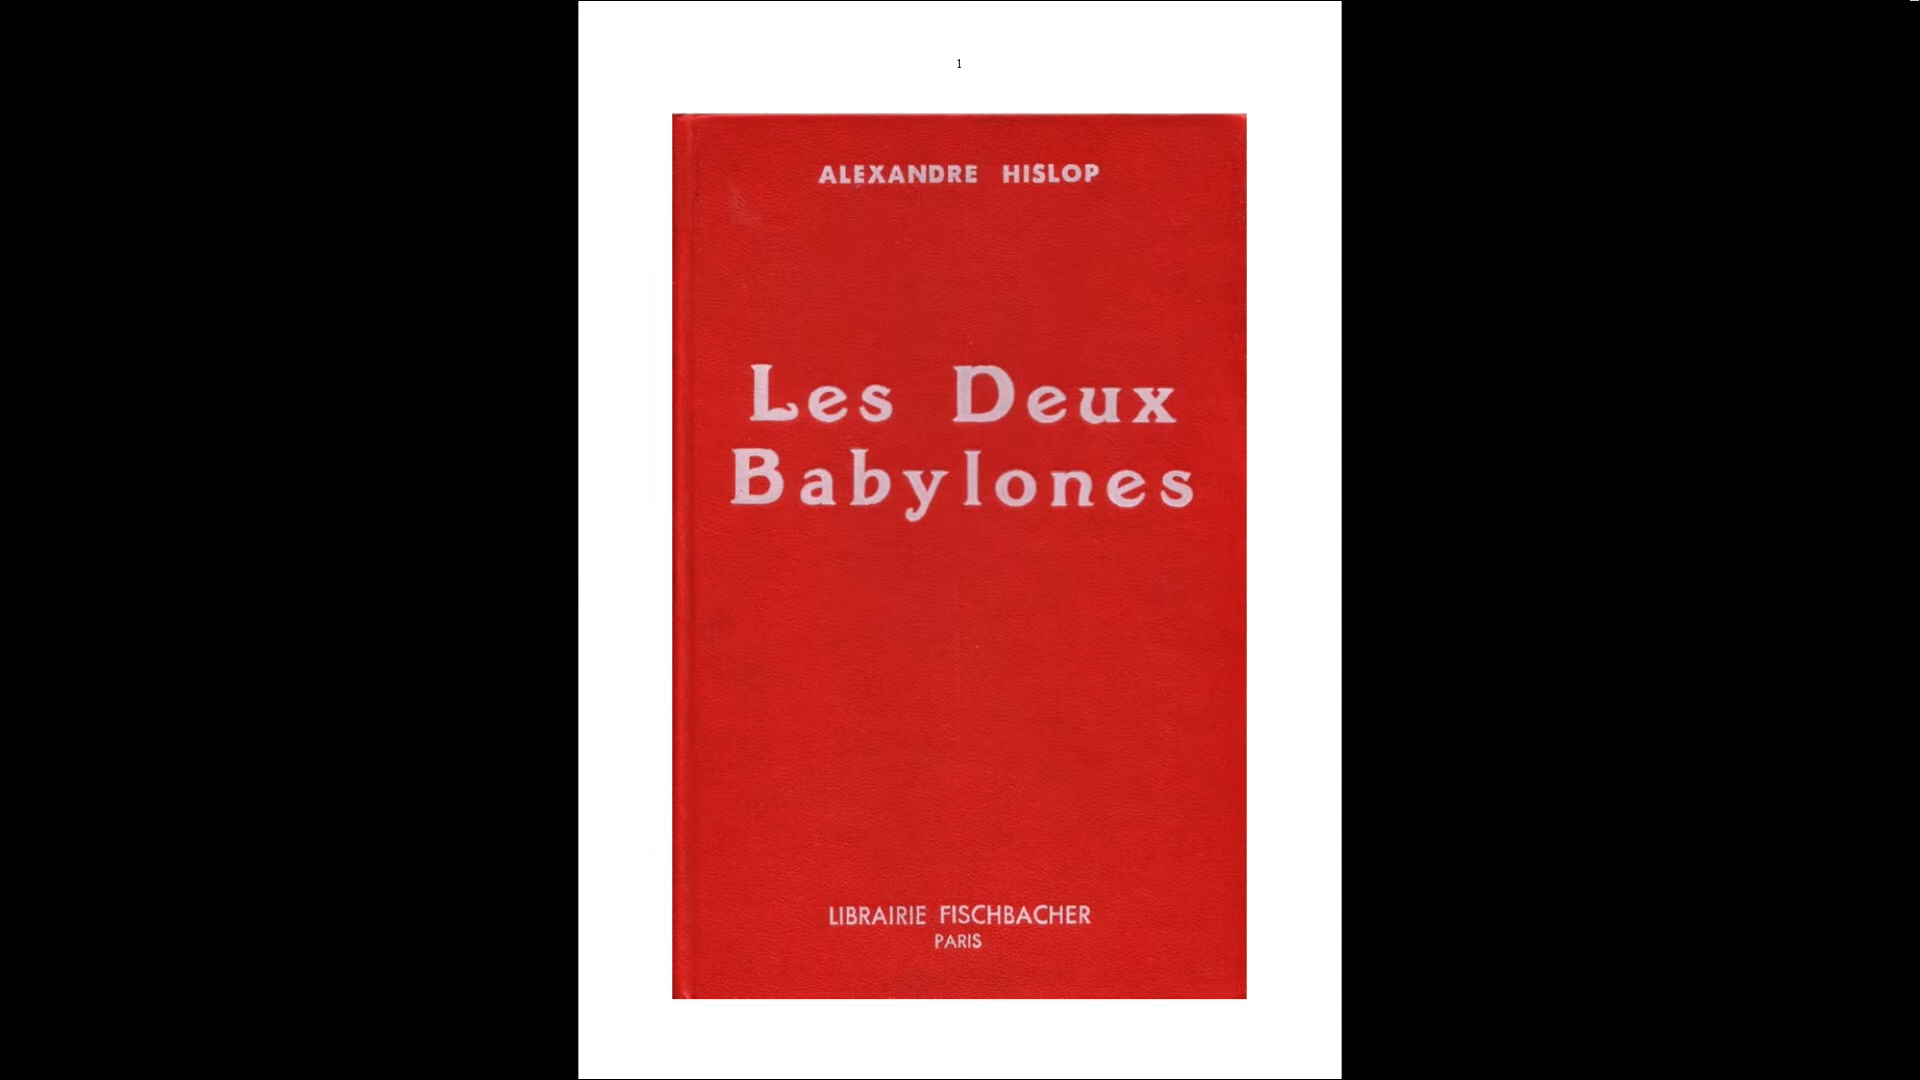 1
ALEXANDRE HISLOP
Les Deux
Babylones
LIBRAIRIE FISCHBACHER
PARIS